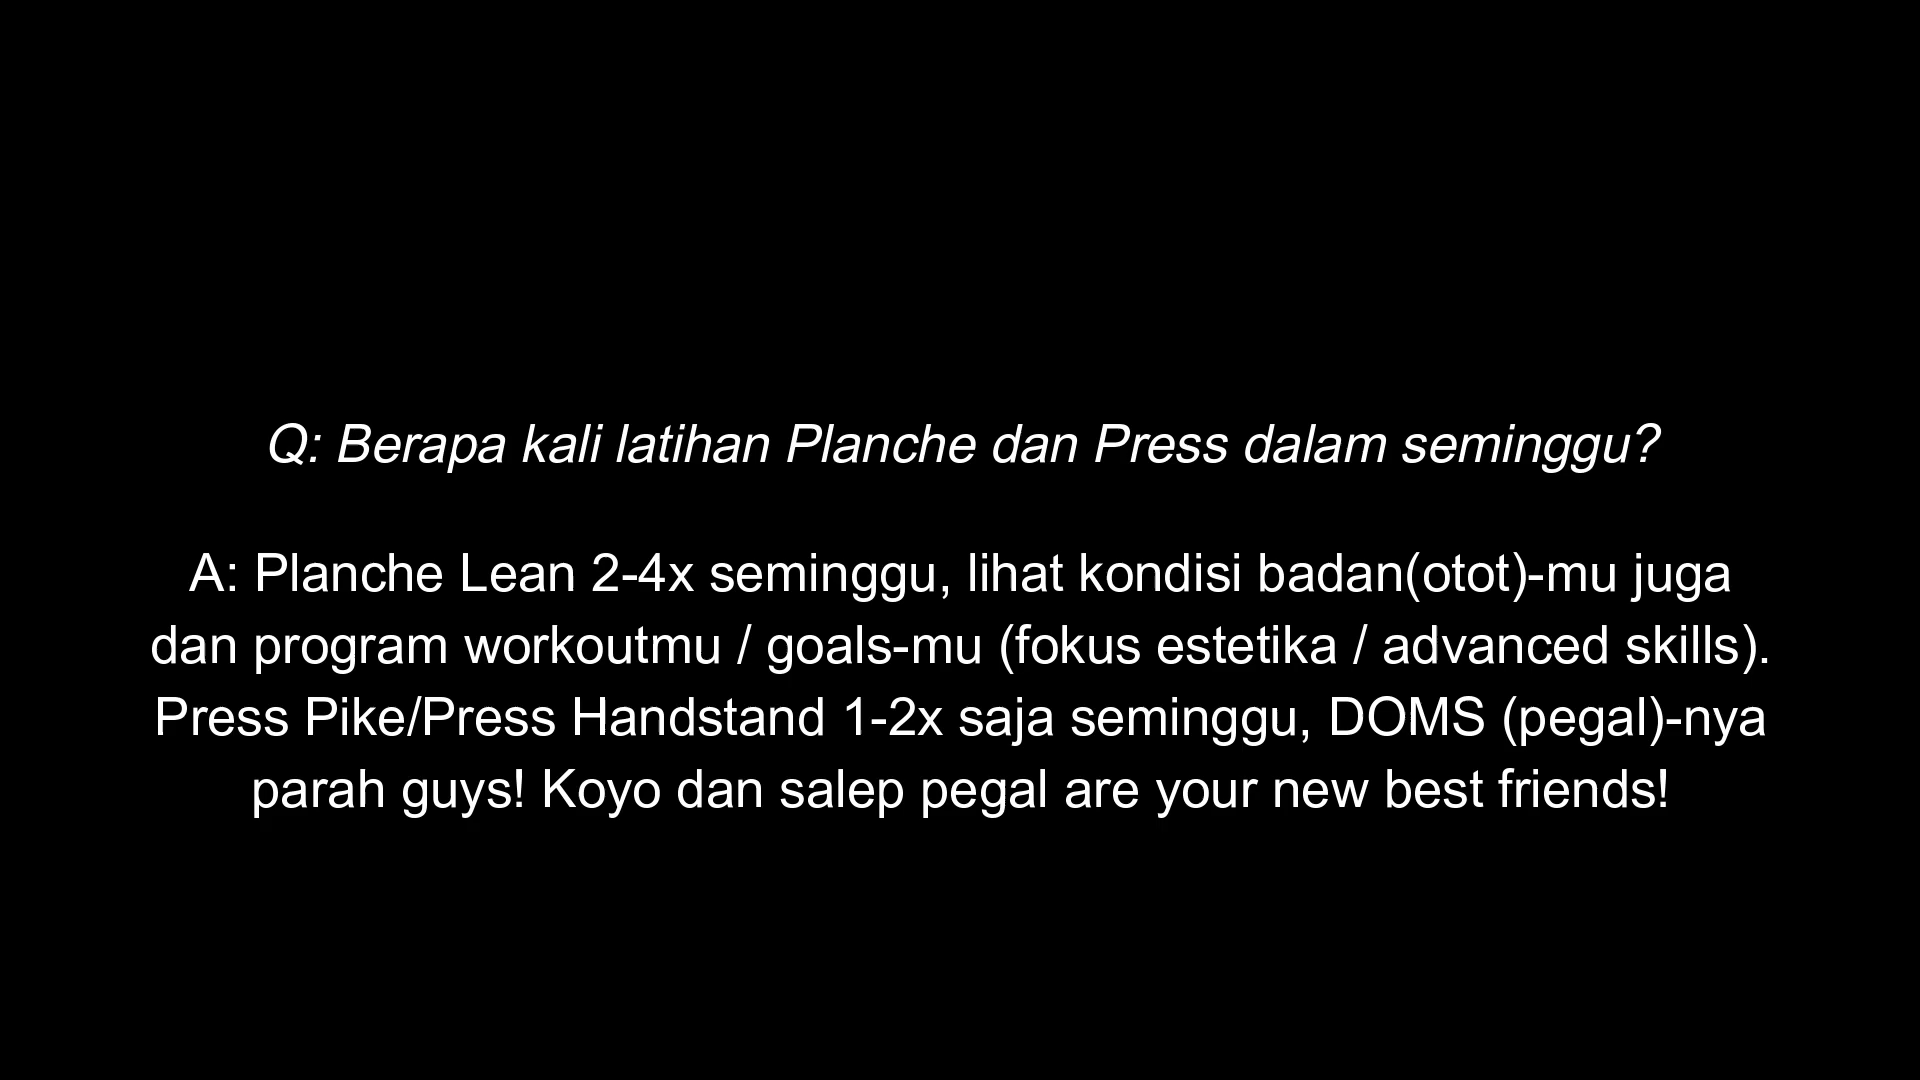 Q: Berapa kali latihan Planche dan Press dalam seminggu?
A: Planche Lean 2-4x seminggu, lihat kondisi badan(otot)-mu juga
dan program workoutmu / goals-mu (fokus estetika / advanced skills).
Press Pike/Press Handstand 1-2x saja seminggu, DOMS (pegal)-nya
parah guys! Koyo dan salep pegal are your new best friends!